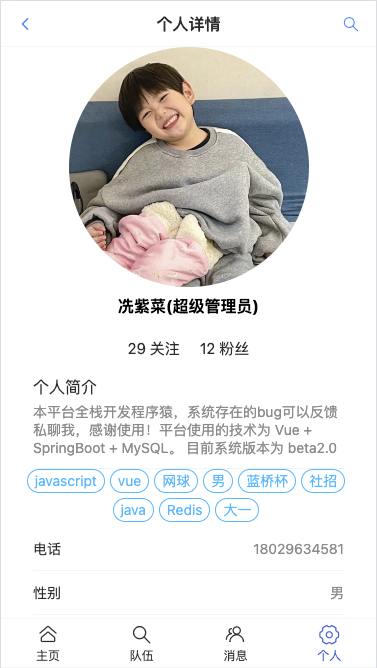 个人详情
冼紫菜(超级管理员)
29 关注 12 粉丝
个人简介
本平台全栈开发程序猿，系统存在的bug可以反馈
私聊我，感谢使用！平台使用的技术为 Vue +
SpringBoot + MySQL。 目前系统版本为 beta2.0
javascript vue 网球 男 蓝桥杯 社招
java Redis 大一
电话 18029634581
性别 男
主页 队伍 消息 个人